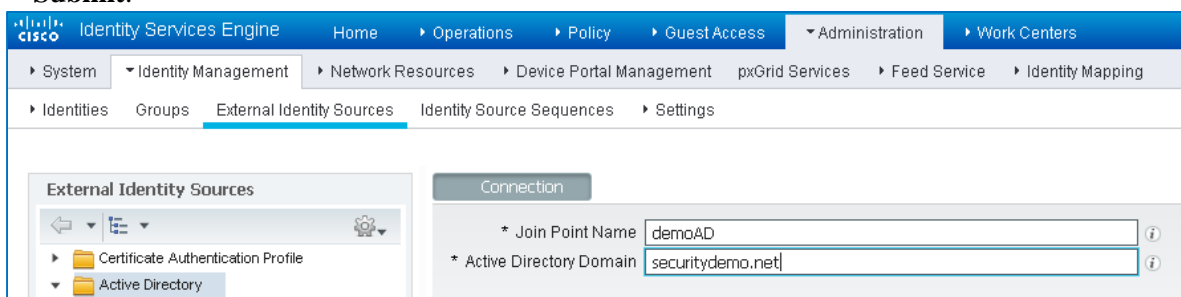 Submit.
CISCO Identity Services Engine Home Operations Policy Guest Access Administration Work Centers
System Identity Management Network Resources Device Portal Management pxGrid Services Feed Service Identity Mapping
Identities Groups External Identity Sources Identity Source Sequences Settings
External Identity Sources
Connection
* Join Point Name demoAD
Certificate Authentication Profile
* Active Directory Domain securitydemo.net
Active Directory